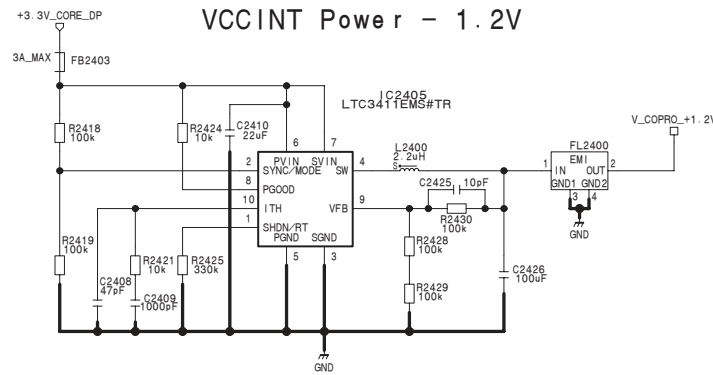 VCCINT Power - 1.2V
+3.3V_CORE_DP
3A_MAX
FB2403
IC2405
LTC3411EMS#TR
R2418
100k
R2424
10k
C2410
22uF
6
7
PVIN
SVIN
2
SYNC/MODE
SW
4
L2400
2.2uH
S
8
PGOOD
10
ITH
VFB
9
1
SHDN/RT
PGND
SGND
5
3
C2425
10pF
R2430
100k
FL2400
EMI
1
IN
OUT
2
GND1
GND2
3
4
GND
V_COPRO_+1.2V
R2419
100k
C2408
47pF
R2421
10k
C2409
1000pF
R2425
330k
R2428
100k
R2429
100k
C2426
100uF
GND